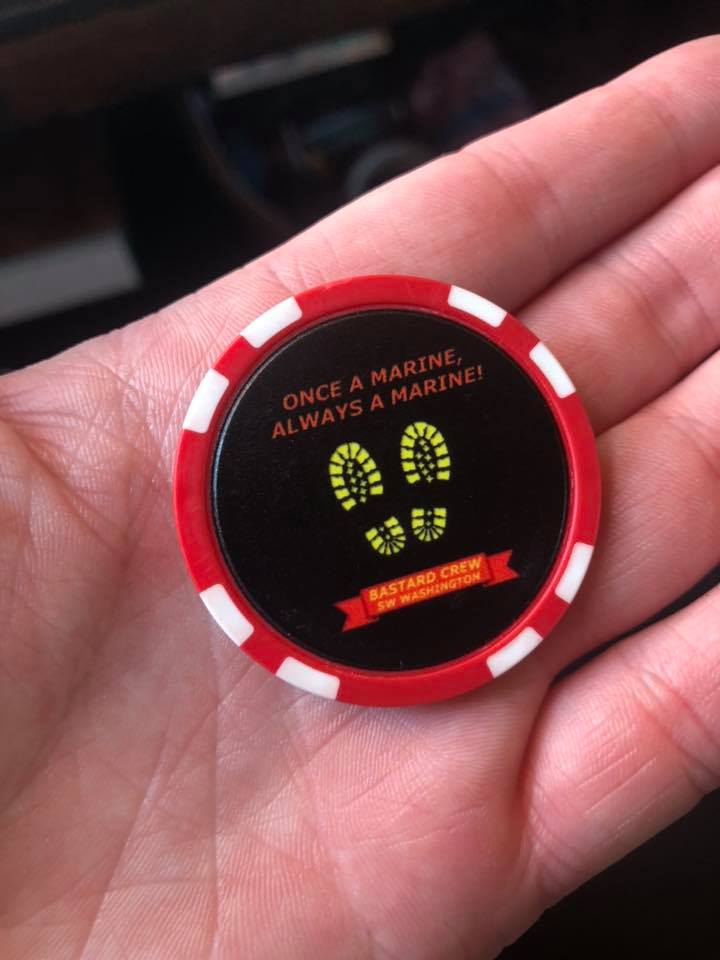 ONCE A MARINE,
ALWAYS A MARINE!
BASTARD CREW
SW WASHINGTON